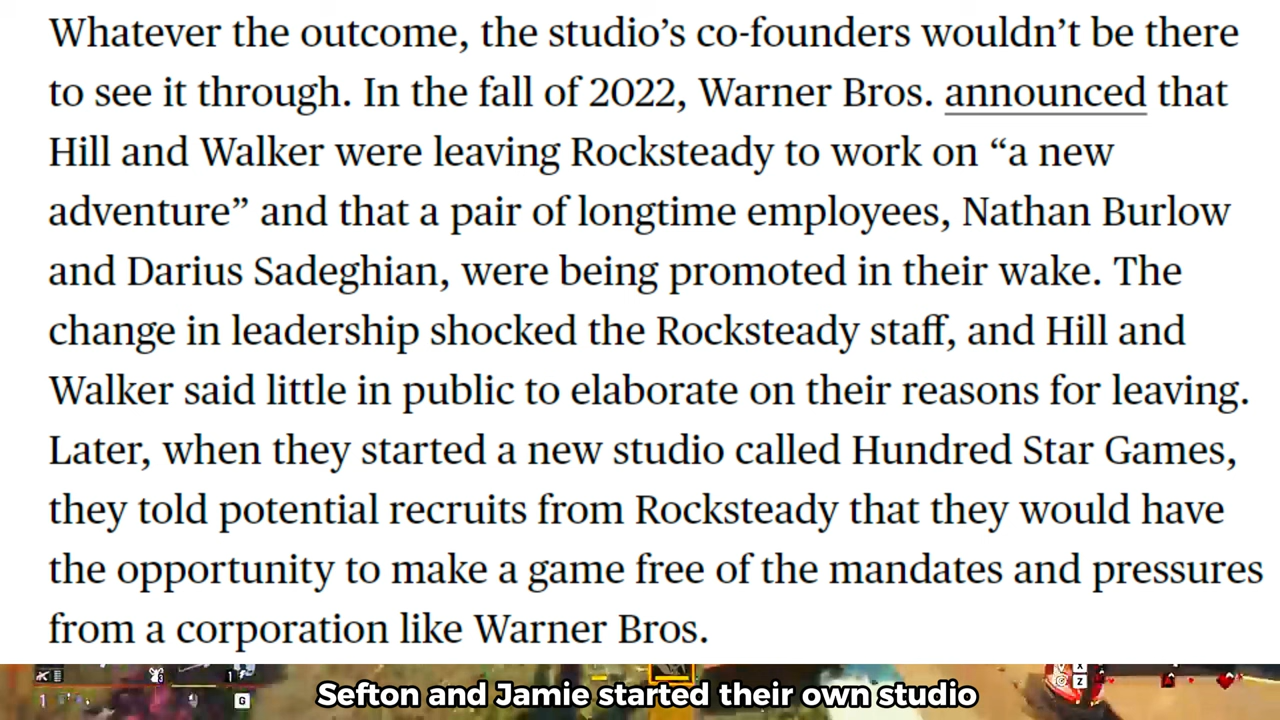 Whatever the outcome, the studio’s co-founders wouldn’t be there
to see it through. In the fall of 2022, Warner Bros. announced that
Hill and Walker were leaving Rocksteady to work on “a new
adventure” and that a pair of longtime employees, Nathan Burlow
and Darius Sadeghian, were being promoted in their wake. The
change in leadership shocked the Rocksteady staff, and Hill and
Walker said little in public to elaborate on their reasons for leaving.
Later, when they started a new studio called Hundred Star Games,
they told potential recruits from Rocksteady that they would have
the opportunity to make a game free of the mandates and pressures
from a corporation like Warner Bros.
Sefton and Jamie started their own studio
G
Z